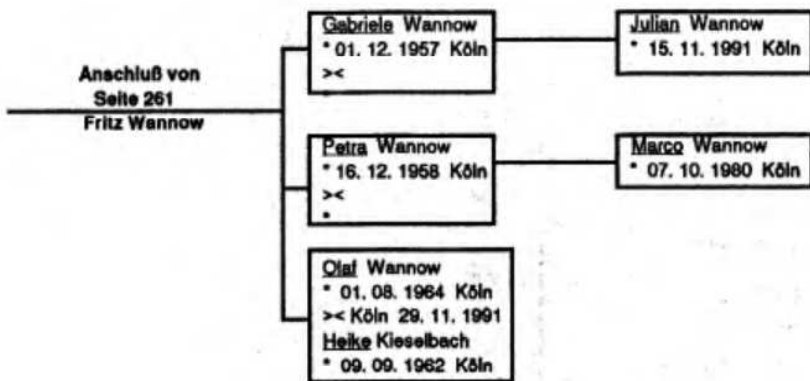 Anschluß von
Seite 261
Fritz Wannow
Gabriele Wannow
* 01. 12. 1957 Köln
><
*
Julian Wannow
* 15. 11. 1991 Köln
Petra Wannow
* 16. 12. 1958 Köln
><
*
Marco Wannow
* 07. 10. 1980 Köln
Olaf Wannow
* 01. 08. 1964 Köln
>< Köln 29. 11. 1991
Heike Kieselbach
* 09. 09. 1962 Köln